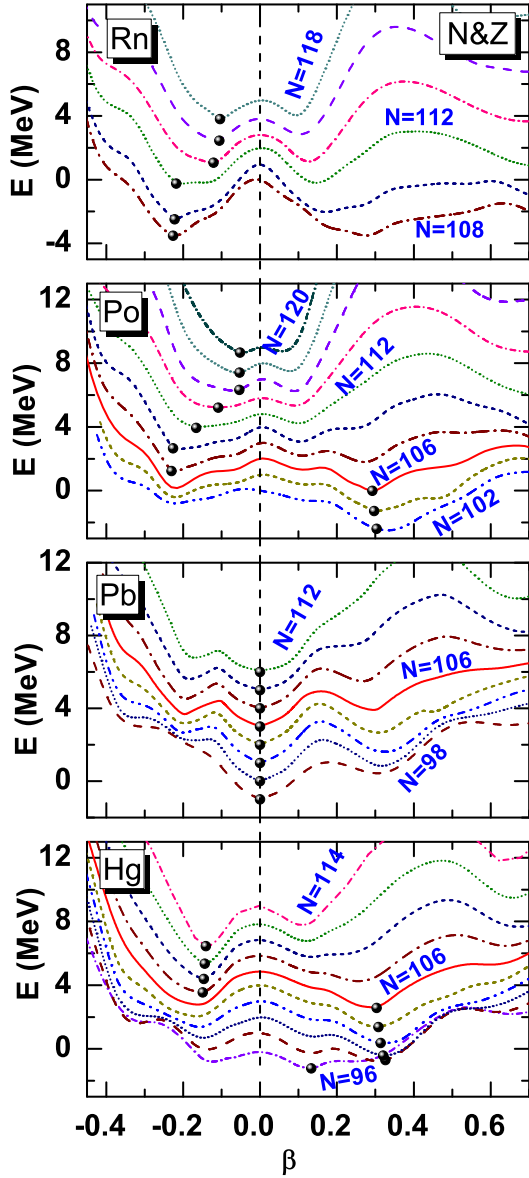 Rn
N&Z
N=118
N=112
N=108
8
4
0
-4
E (MeV)
Po
N=120
N=112
N=106
N=102
12
8
4
0
E (MeV)
Pb
N=112
N=106
N=98
12
8
4
0
E (MeV)
Hg
N=114
N=106
N=96
12
8
4
0
E (MeV)
-0.4 -0.2 0.0 0.2 0.4 0.6
β